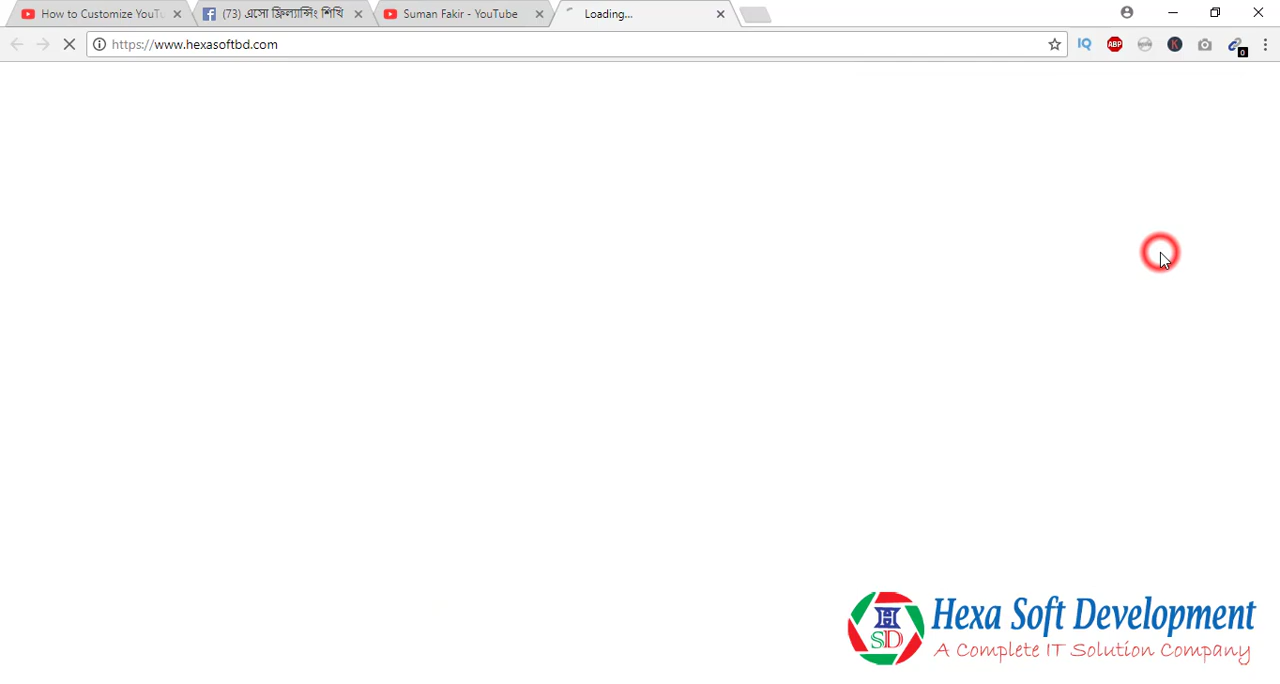 How to Customize YouTu
(73) এসো ফ্রিল্যান্সিং শিখি
Suman Fakir - YouTube
Loading...
https://www.hexasoftbd.com
IQ
ABP
K
0
HSD
Hexa Soft Development
A Complete IT Solution Company